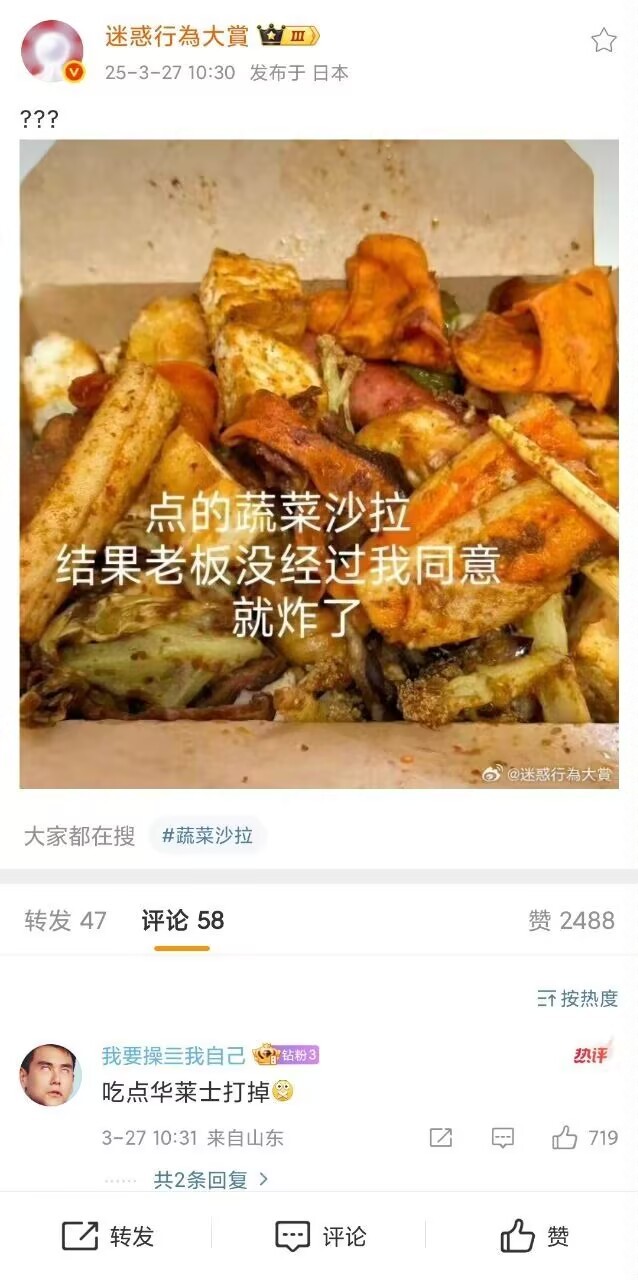 迷惑行為大賞 III
25-3-27 10:30 发布于 日本
???
点的蔬菜沙拉
结果老板没经过我同意
就炸了
@迷惑行為大賞
大家都在搜 #蔬菜沙拉
转发 47 评论 58 赞 2488
按热度
我要操亖我自己 钻粉3 热评
吃点华莱士打掉
3-27 10:31 来自山东 719
共2条回复
转发 评论 赞